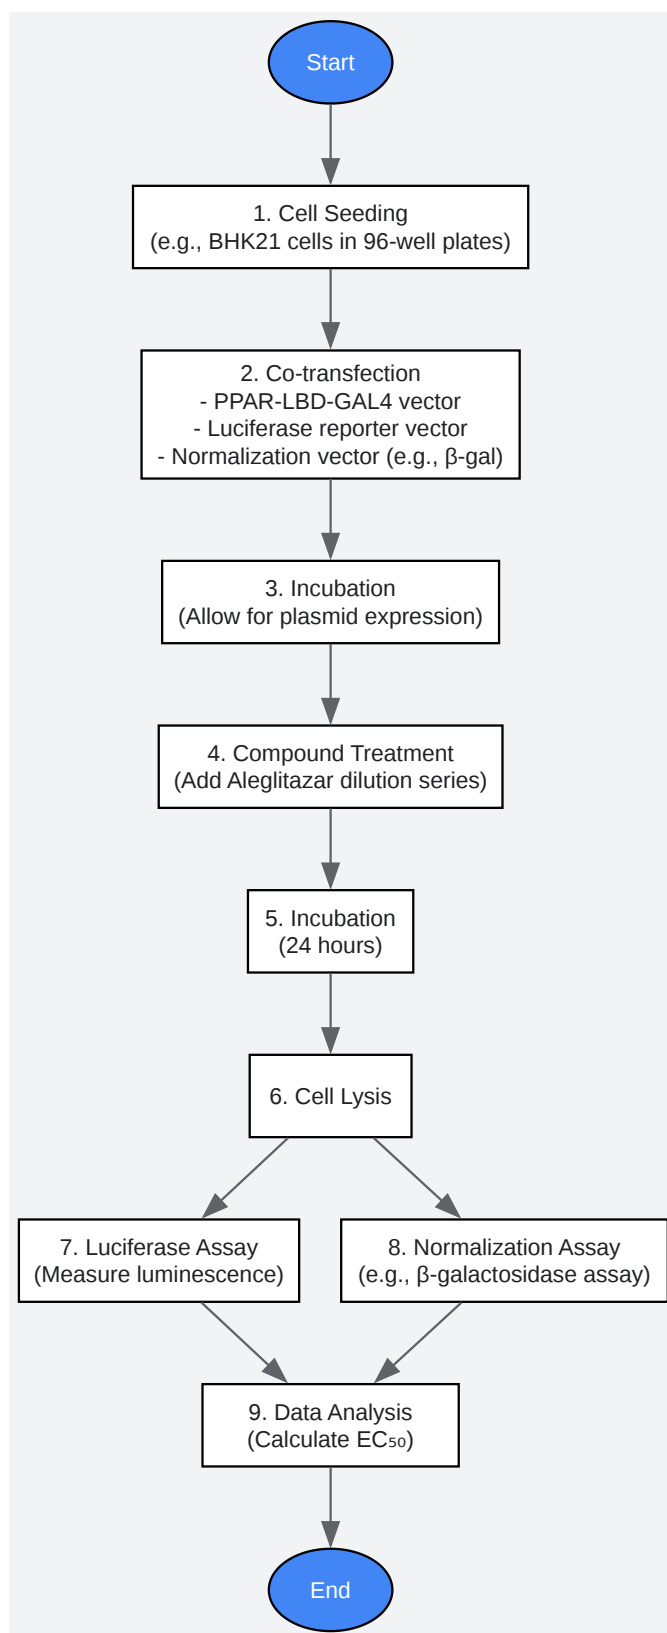 Start
1. Cell Seeding
(e.g., BHK21 cells in 96-well plates)
2. Co-transfection
- PPAR-LBD-GAL4 vector
- Luciferase reporter vector
- Normalization vector (e.g., β-gal)
3. Incubation
(Allow for plasmid expression)
4. Compound Treatment
(Add Aleglitazar dilution series)
5. Incubation
(24 hours)
6. Cell Lysis
7. Luciferase Assay
(Measure luminescence)
8. Normalization Assay
(e.g., β-galactosidase assay)
9. Data Analysis
(Calculate EC₅₀)
End